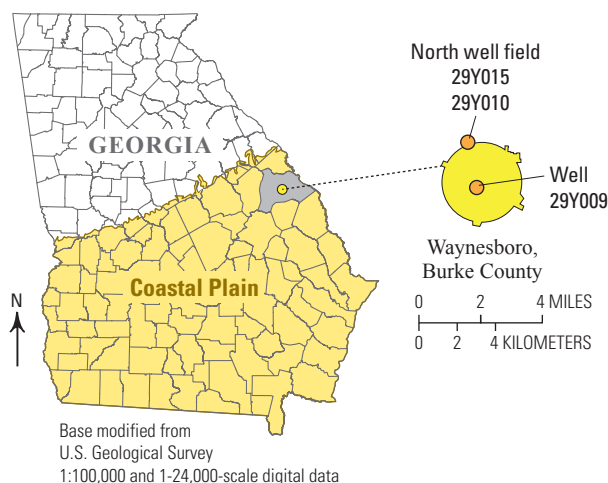 GEORGIA
Coastal Plain
N
Base modified from
U.S. Geological Survey
1:100,000 and 1-24,000-scale digital data
North well field
29Y015
29Y010
Well
29Y009
Waynesboro,
Burke County
0 2 4 MILES
0 2 4 KILOMETERS